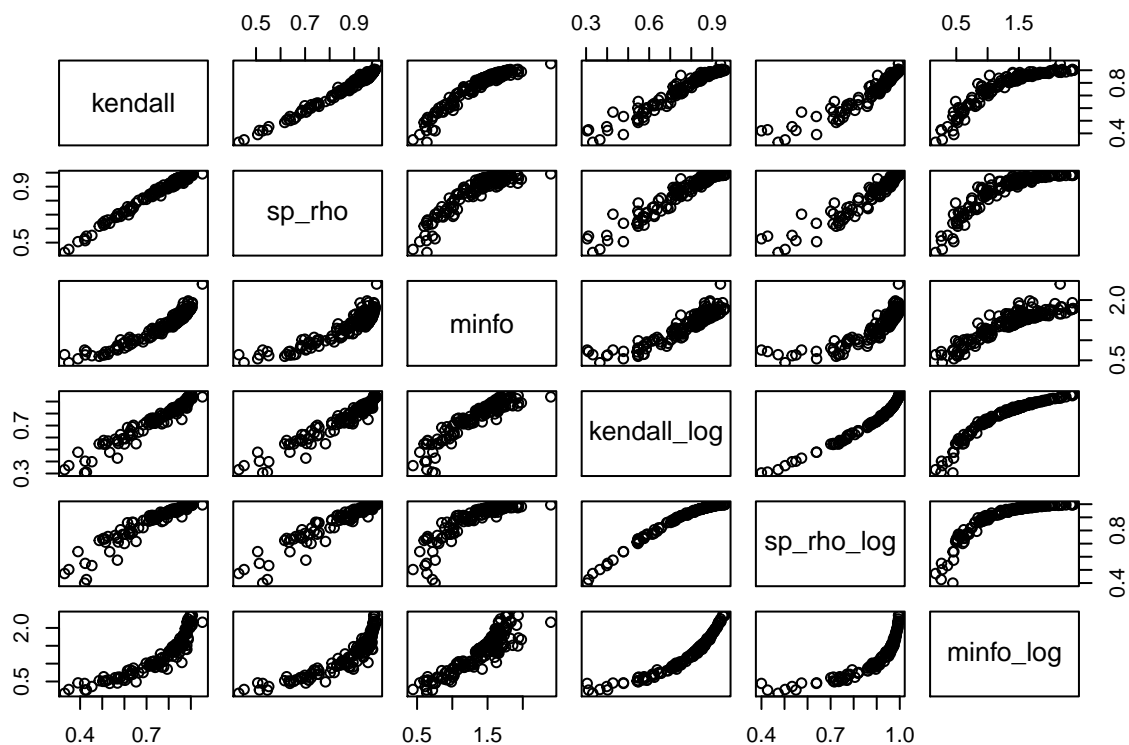 0.5 0.7 0.9
0.3 0.6 0.9
0.5 1.5
kendall
0.4 0.8
0.5 0.9
sp_rho
minfo
0.5 2.0
0.3 0.7
kendall_log
sp_rho_log
0.4 0.8
0.5 2.0
minfo_log
0.4 0.7
0.5 1.5
0.4 0.7 1.0